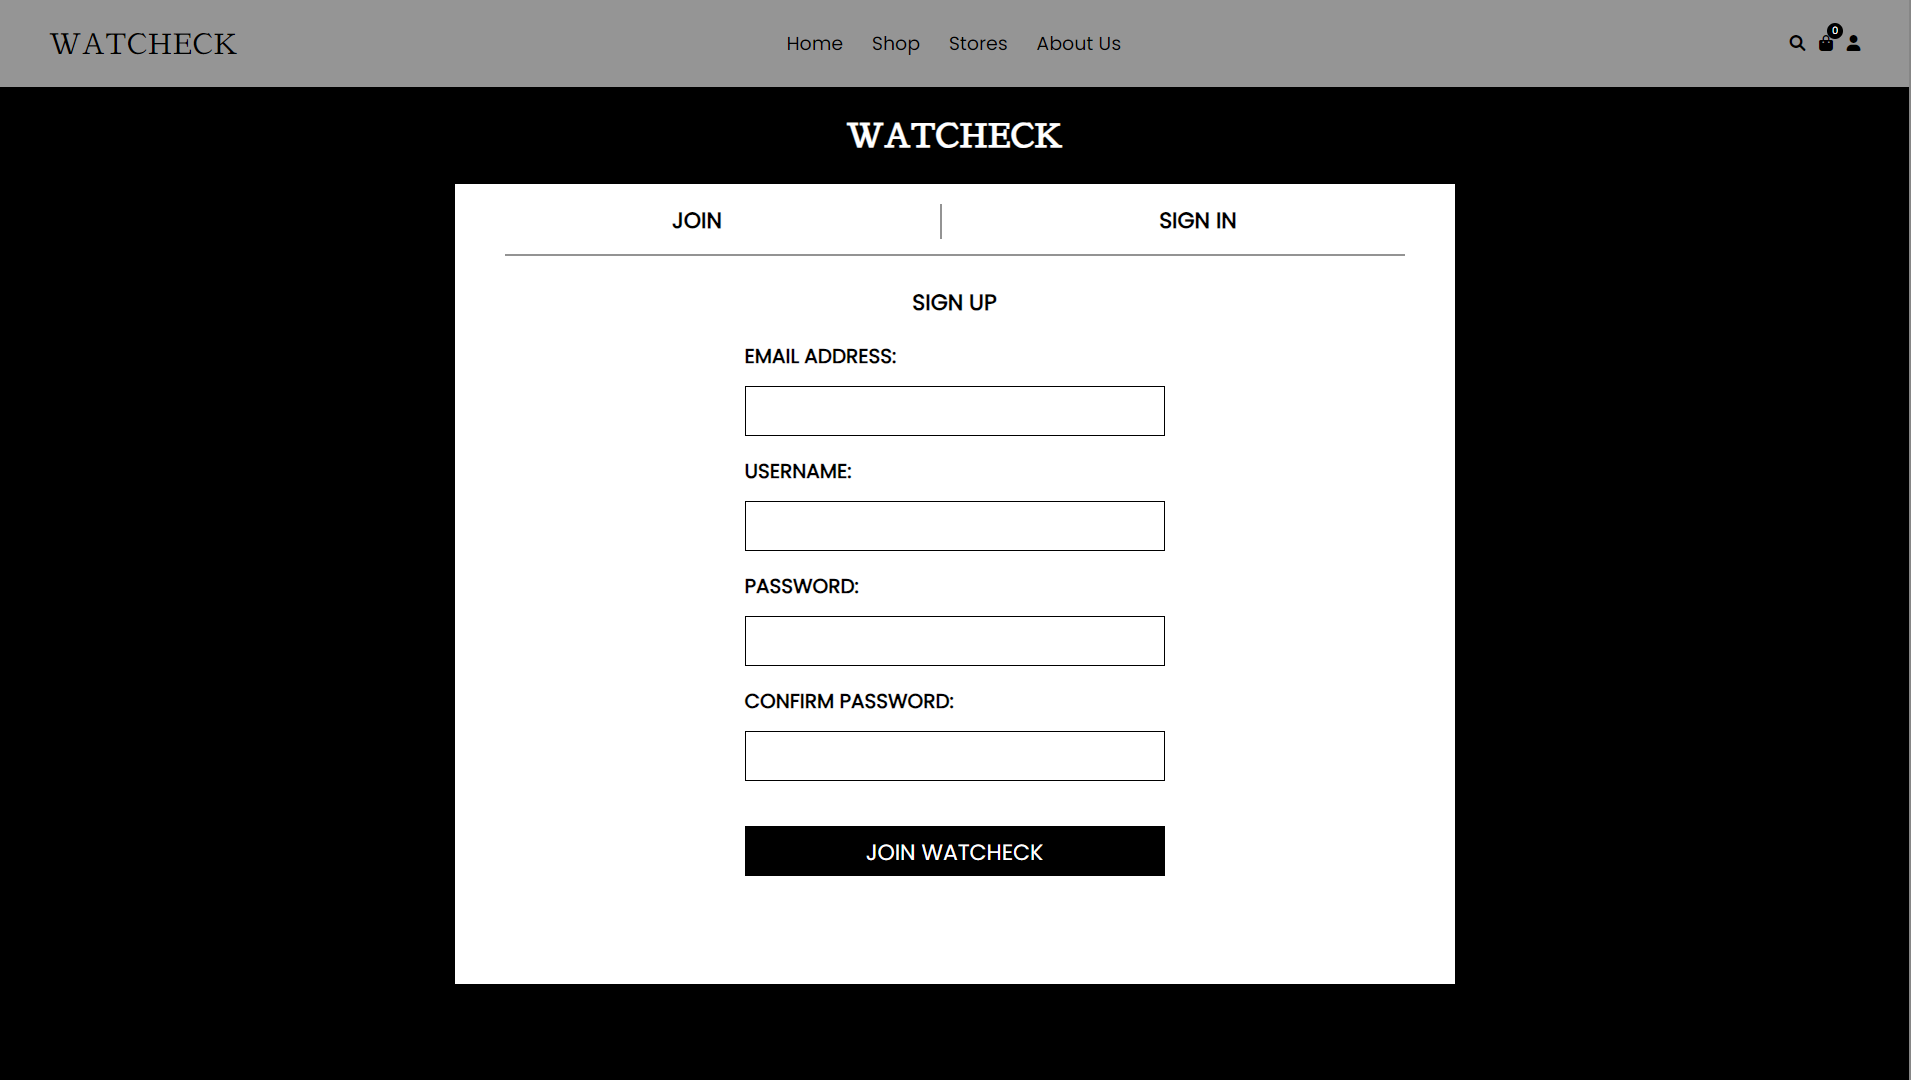 WATCHECK
Home Shop Stores About Us
0
WATCHECK
JOIN
SIGN IN
SIGN UP
EMAIL ADDRESS:
USERNAME:
PASSWORD:
CONFIRM PASSWORD:
JOIN WATCHECK